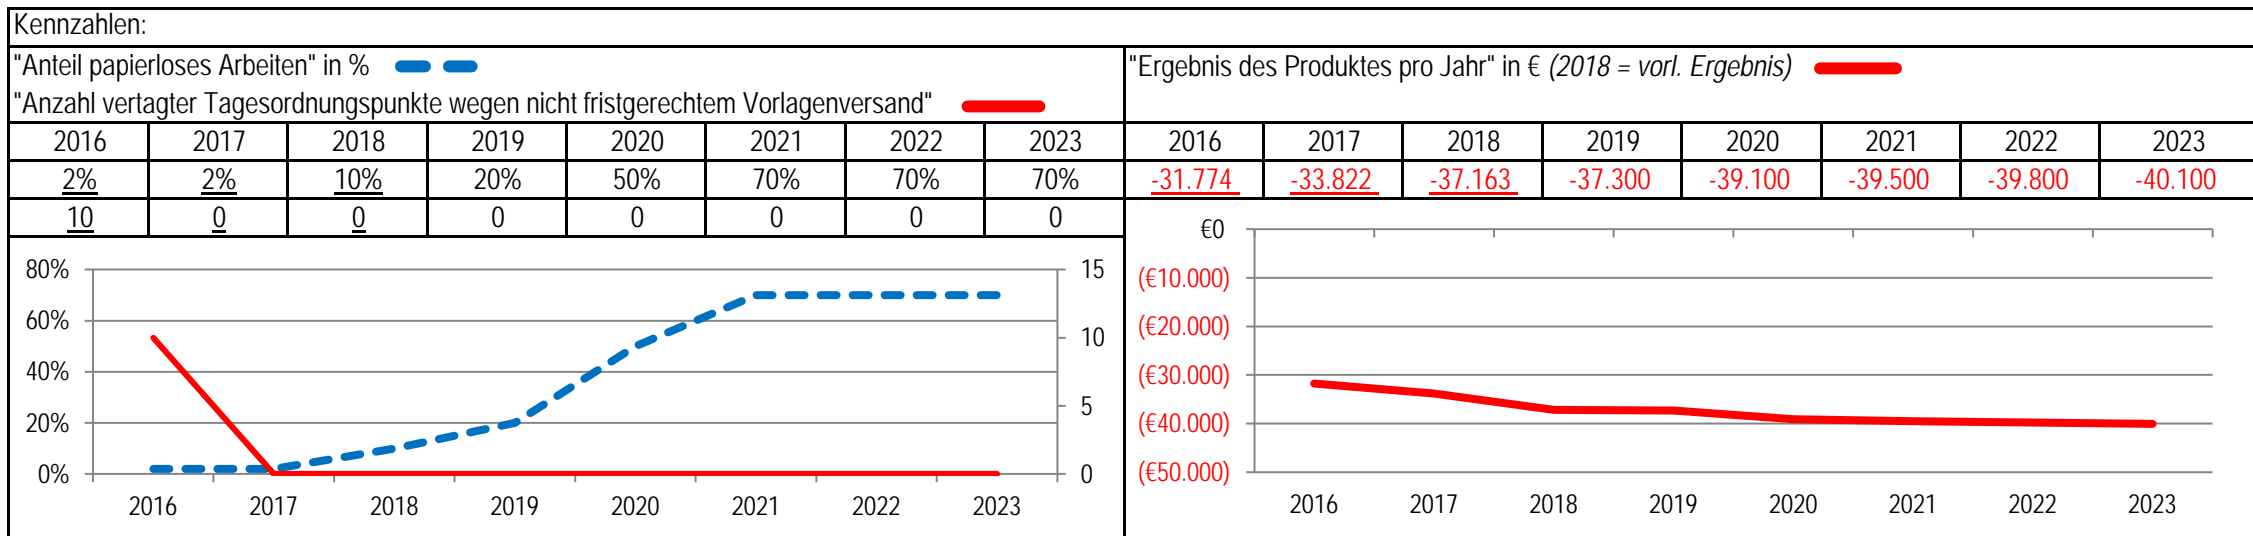 Kennzahlen:
"Anteil papierloses Arbeiten" in %
"Anzahl vertagter Tagesordnungspunkte wegen nicht fristgerechtem Vorlagenversand"
2016 2017 2018 2019 2020 2021 2022 2023
2% 2% 10% 20% 50% 70% 70% 70%
10 0 0 0 0 0 0 0
80% 15
60%
10
40%
5
20%
0% 0
2016 2017 2018 2019 2020 2021 2022 2023
"Ergebnis des Produktes pro Jahr" in € (2018 = vorl. Ergebnis)
2016 2017 2018 2019 2020 2021 2022 2023
-31.774 -33.822 -37.163 -37.300 -39.100 -39.500 -39.800 -40.100
€0
(€10.000)
(€20.000)
(€30.000)
(€40.000)
(€50.000)
2016 2017 2018 2019 2020 2021 2022 2023